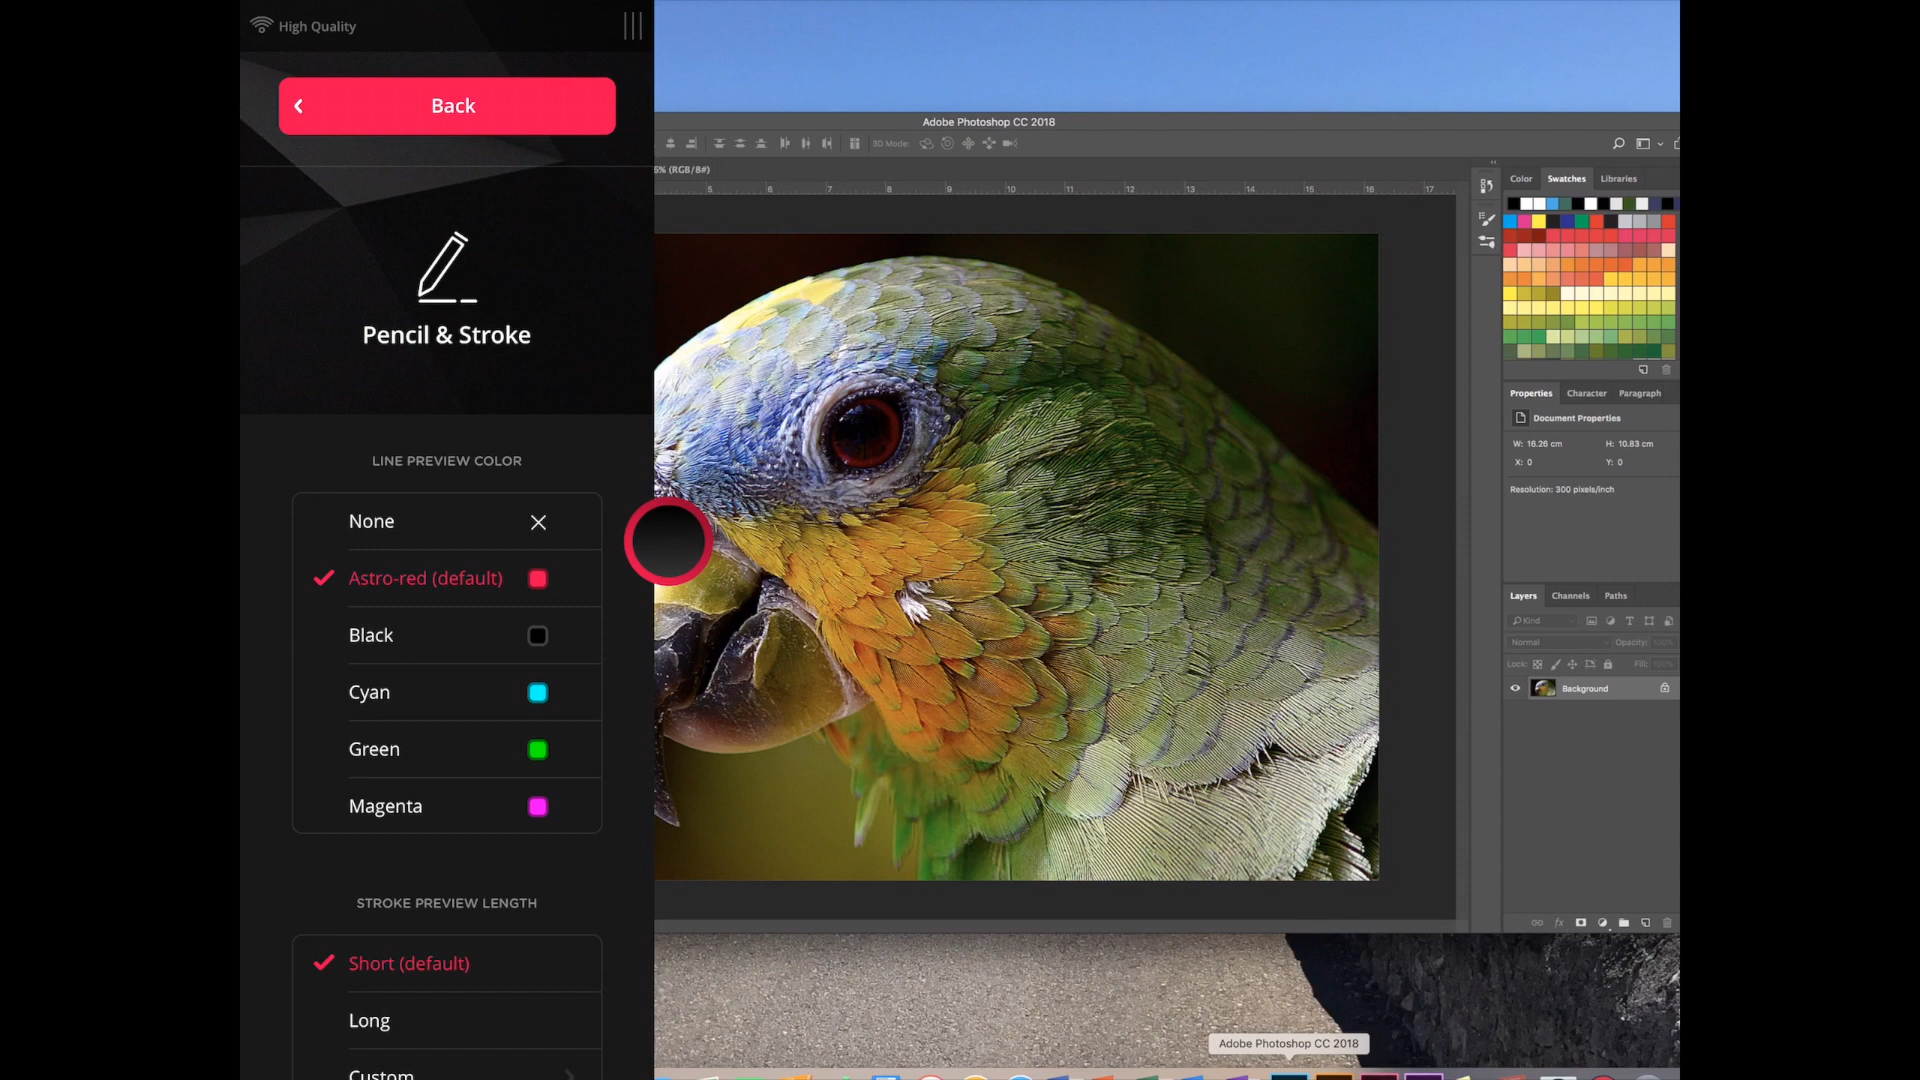 High Quality
Back
Pencil & Stroke
LINE PREVIEW COLOR
None
Astro-red (default)
Black
Cyan
Green
Magenta
STROKE PREVIEW LENGTH
Short (default)
Long
Custom
Adobe Photoshop CC 2018
3D Mode:
% (RGB/8#)
5 6 7 8 9 10 11 12 13 14 15 16 17
Color Swatches Libraries
Properties Character Paragraph
Document Properties
W: 16.26 cm H: 10.83 cm
X: 0 Y: 0
Resolution: 300 pixels/inch
Layers Channels Paths
Kind
Normal Opacity: 100%
Lock: Fill: 100%
Background
fx
Adobe Photoshop CC 2018